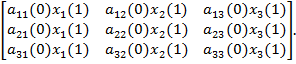 a₁₁(0)x₁(1) a₁₂(0)x₂(1) a₁₃(0)x₃(1)
a₂₁(0)x₁(1) a₂₂(0)x₂(1) a₂₃(0)x₃(1)
a₃₁(0)x₁(1) a₃₂(0)x₂(1) a₃₃(0)x₃(1)
.